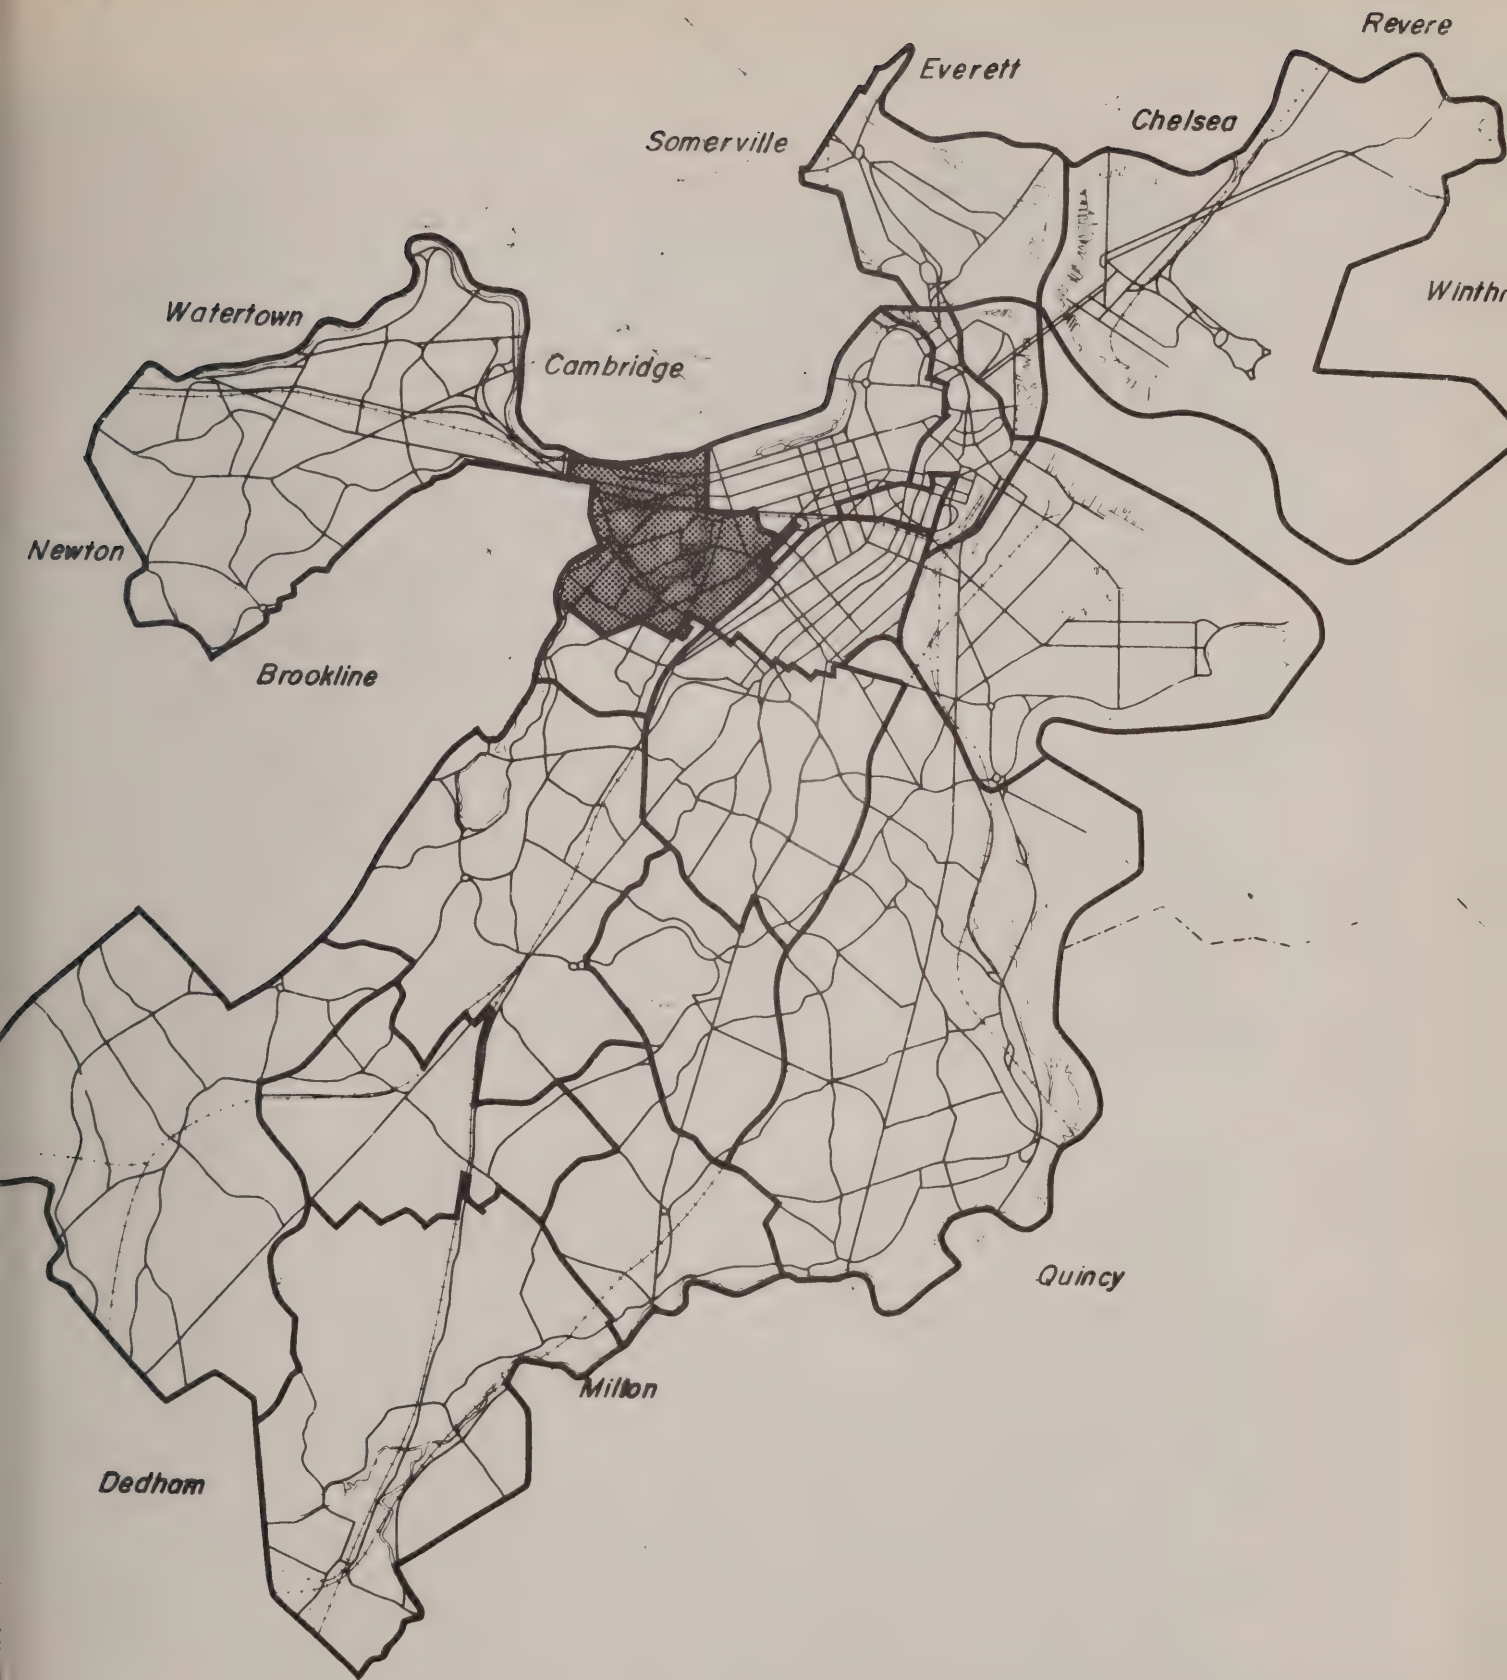 Revere
Everett
Chelsea
Somerville
Winthr
Watertown
Cambridge
Newton
Brookline
Quincy
Milton
Dedham